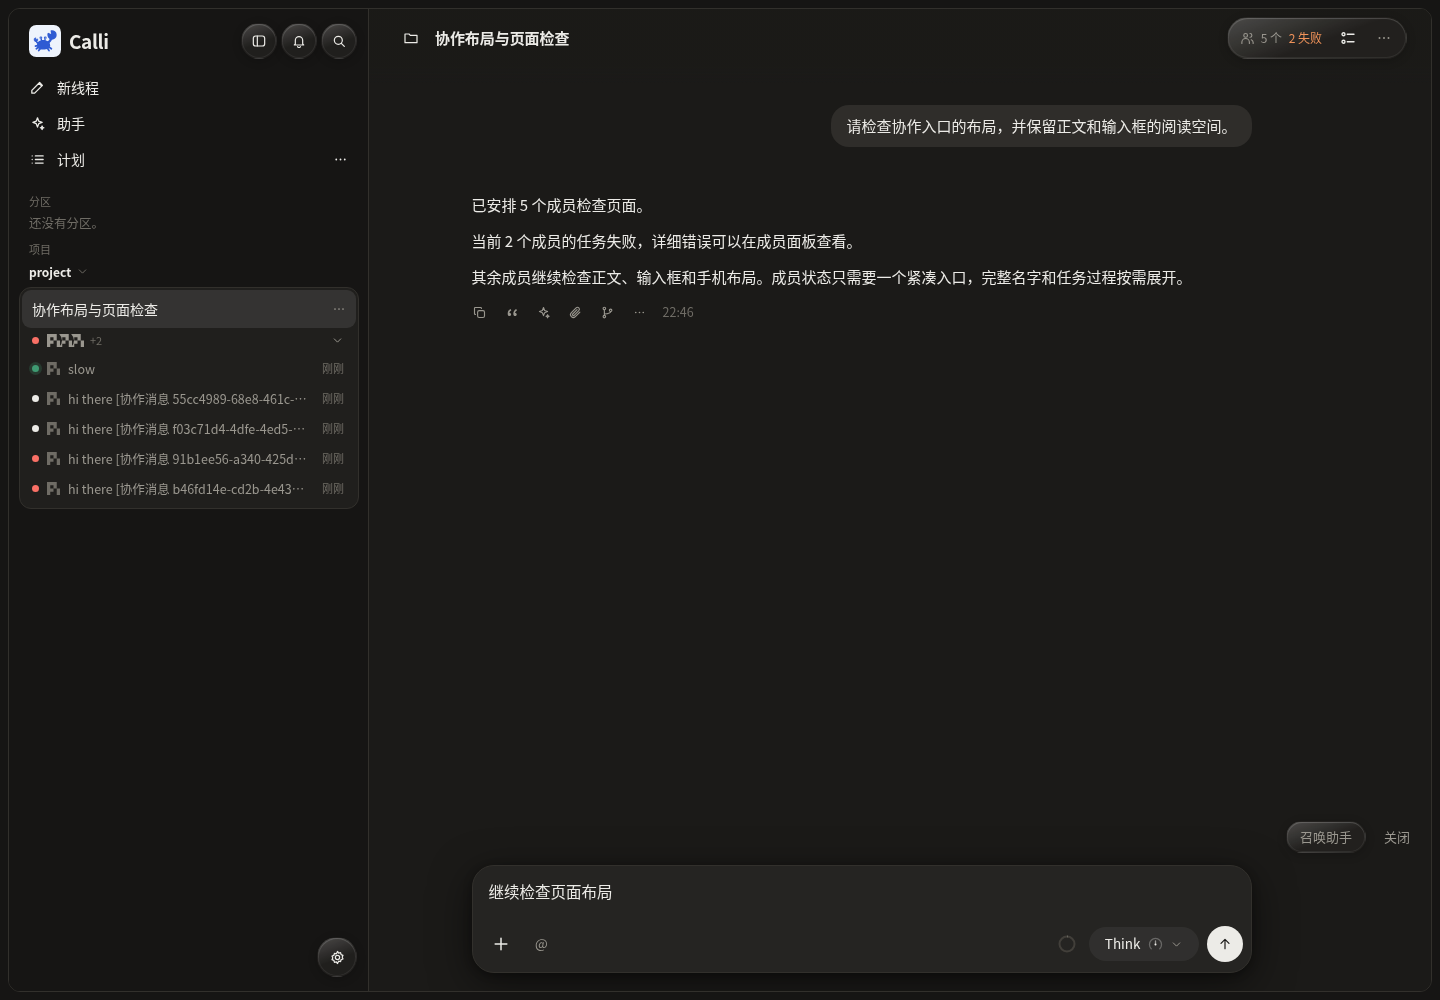 Calli
新线程
助手
计划
分区
还没有分区。
项目
project
协作布局与页面检查
+2
slow 刚刚
hi there [协作消息 55cc4989-68e8-461c-… 刚刚
hi there [协作消息 f03c71d4-4dfe-4ed5-… 刚刚
hi there [协作消息 91b1ee56-a340-425d… 刚刚
hi there [协作消息 b46fd14e-cd2b-4e43… 刚刚
协作布局与页面检查
5 个 2 失败
请检查协作入口的布局，并保留正文和输入框的阅读空间。
已安排 5 个成员检查页面。
当前 2 个成员的任务失败，详细错误可以在成员面板查看。
其余成员继续检查正文、输入框和手机布局。成员状态只需要一个紧凑入口，完整名字和任务过程按需展开。
22:46
召唤助手 关闭
继续检查页面布局
@ Think